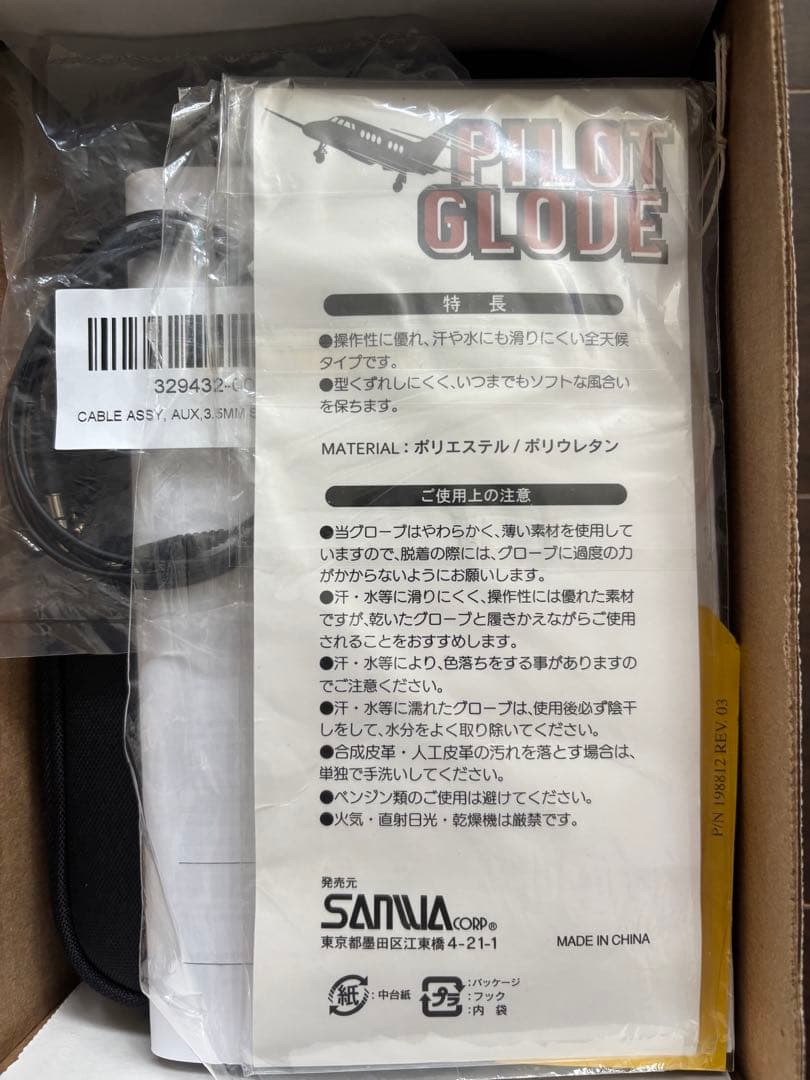 PILOT
GLOVE
特 長
●操作性に優れ、汗や水にも滑りにくい全天候
タイプです。
●型くずれしにくく、いつまでもソフトな風合い
を保ちます。
MATERIAL：ポリエステル / ポリウレタン
ご使用上の注意
●当グローブはやわらかく、薄い素材を使用して
いますので、脱着の際には、グローブに過度の力
がかからないようにお願いします。
●汗・水等に滑りにくく、操作性には優れた素材
ですが、乾いたグローブと履きかえながらご使用
されることをおすすめします。
●汗・水等により、色落ちをする事がありますの
でご注意ください。
●汗・水等に濡れたグローブは、使用後必ず陰干
しをして、水分をよく取り除いてください。
●合成皮革・人工皮革の汚れを落とす場合は、
単独で手洗いしてください。
●ベンジン類のご使用は避けてください。
●火気・直射日光・乾燥機は厳禁です。
発売元
SANWA CORP®
東京都墨田区江東橋4-21-1
MADE IN CHINA
紙：中台紙
プラ：パッケージ
：フック
：内 袋
329432-00
CABLE ASSY, AUX,3.5MM
P/N 198812 REV. 03